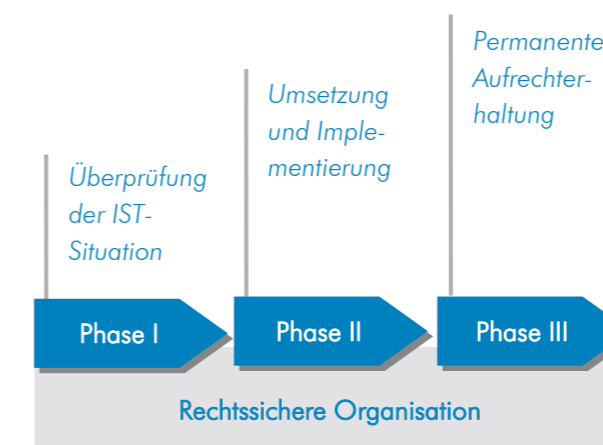 Überprüfung
der IST-
Situation
Umsetzung
und Imple-
mentierung
Permanente
Aufrechter-
haltung
Phase I
Phase II
Phase III
Rechtssichere Organisation